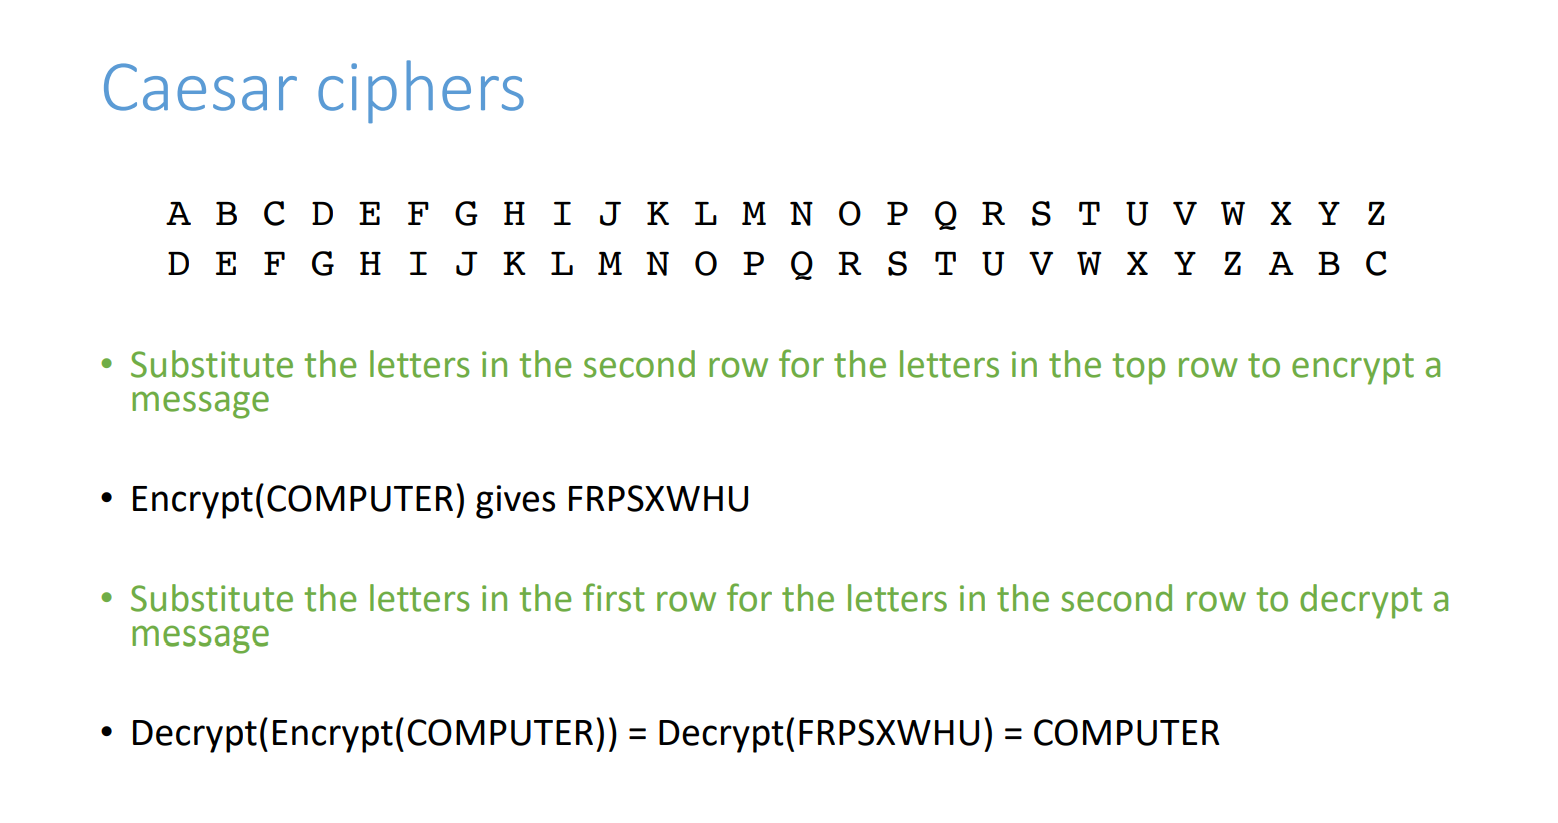 Caesar ciphers
A B C D E F G H I J K L M N O P Q R S T U V W X Y Z
D E F G H I J K L M N O P Q R S T U V W X Y Z A B C
• Substitute the letters in the second row for the letters in the top row to encrypt a
message
• Encrypt(COMPUTER) gives FRPSXWHU
• Substitute the letters in the first row for the letters in the second row to decrypt a
message
• Decrypt(Encrypt(COMPUTER)) = Decrypt(FRPSXWHU) = COMPUTER